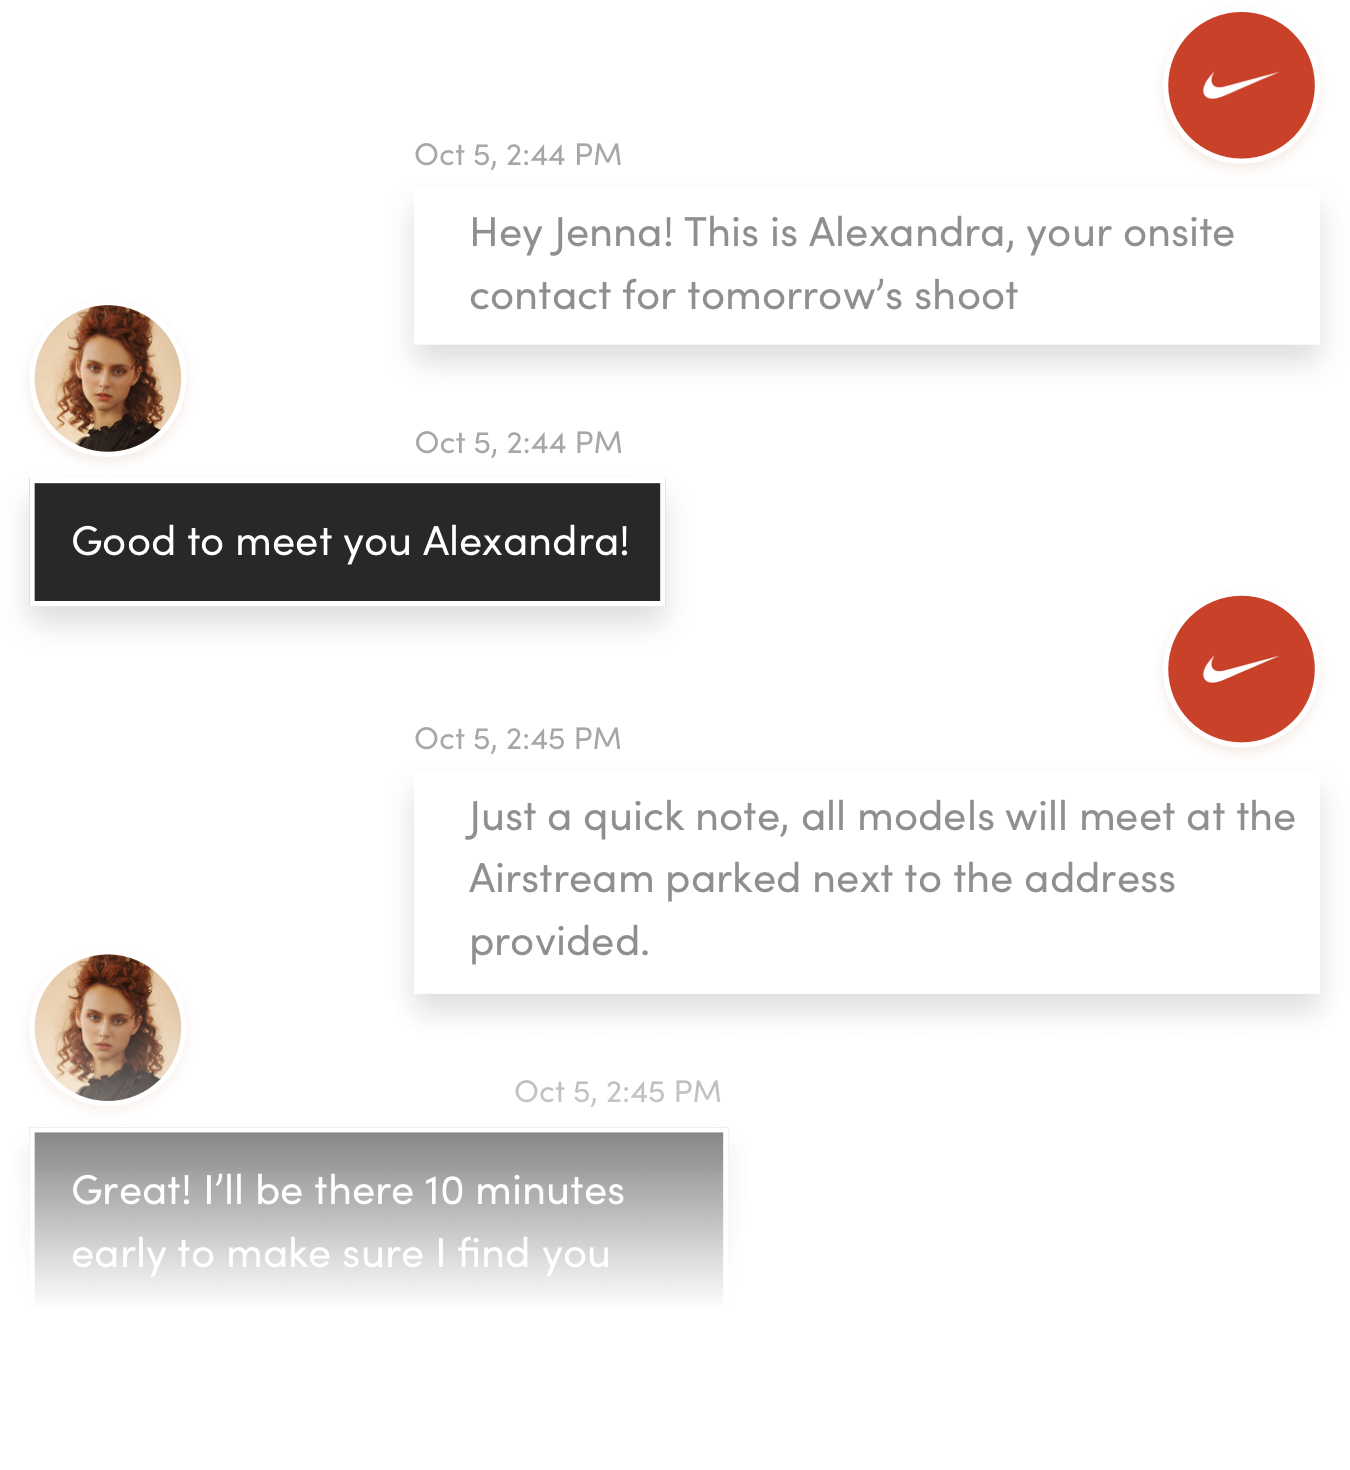 Oct 5, 2:44 PM
Hey Jenna! This is Alexandra, your onsite
contact for tomorrow’s shoot
Oct 5, 2:44 PM
Good to meet you Alexandra!
Oct 5, 2:45 PM
Just a quick note, all models will meet at the
Airstream parked next to the address
provided.
Oct 5, 2:45 PM
Great! I’ll be there 10 minutes
early to make sure I find you